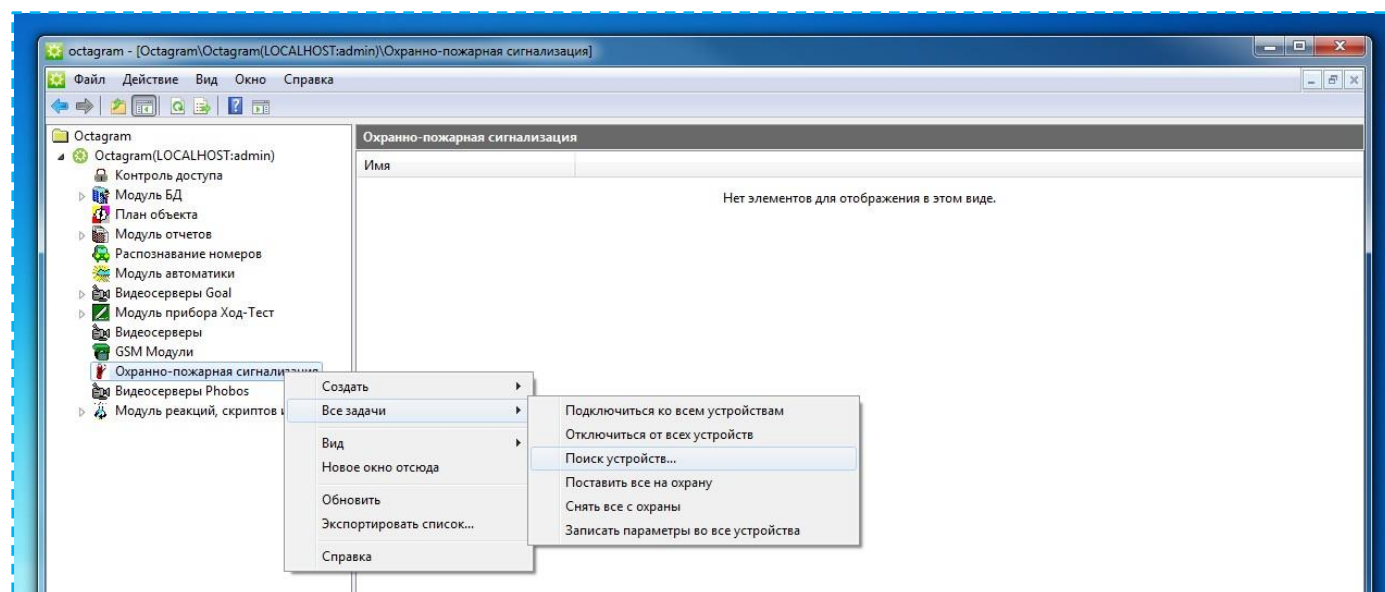 octagram - [Octagram\Octagram(LOCALHOST:admin)\Охранно-пожарная сигнализация]
Файл Действие Вид Окно Справка
Octagram
Octagram(LOCALHOST:admin)
Контроль доступа
Модуль БД
План объекта
Модуль отчетов
Распознавание номеров
Модуль автоматики
Видеосерверы Goal
Модуль прибора Ход-Тест
Видеосерверы
GSM Модули
Охранно-пожарная сигнализация
Видеосерверы Phobos
Модуль реакций, скриптов и
Охранно-пожарная сигнализация
Имя
Нет элементов для отображения в этом виде.
Создать
Все задачи
Вид
Новое окно отсюда
Обновить
Экспортировать список...
Справка
Подключиться ко всем устройствам
Отключиться от всех устройств
Поиск устройств...
Поставить все на охрану
Снять все с охраны
Записать параметры во все устройства